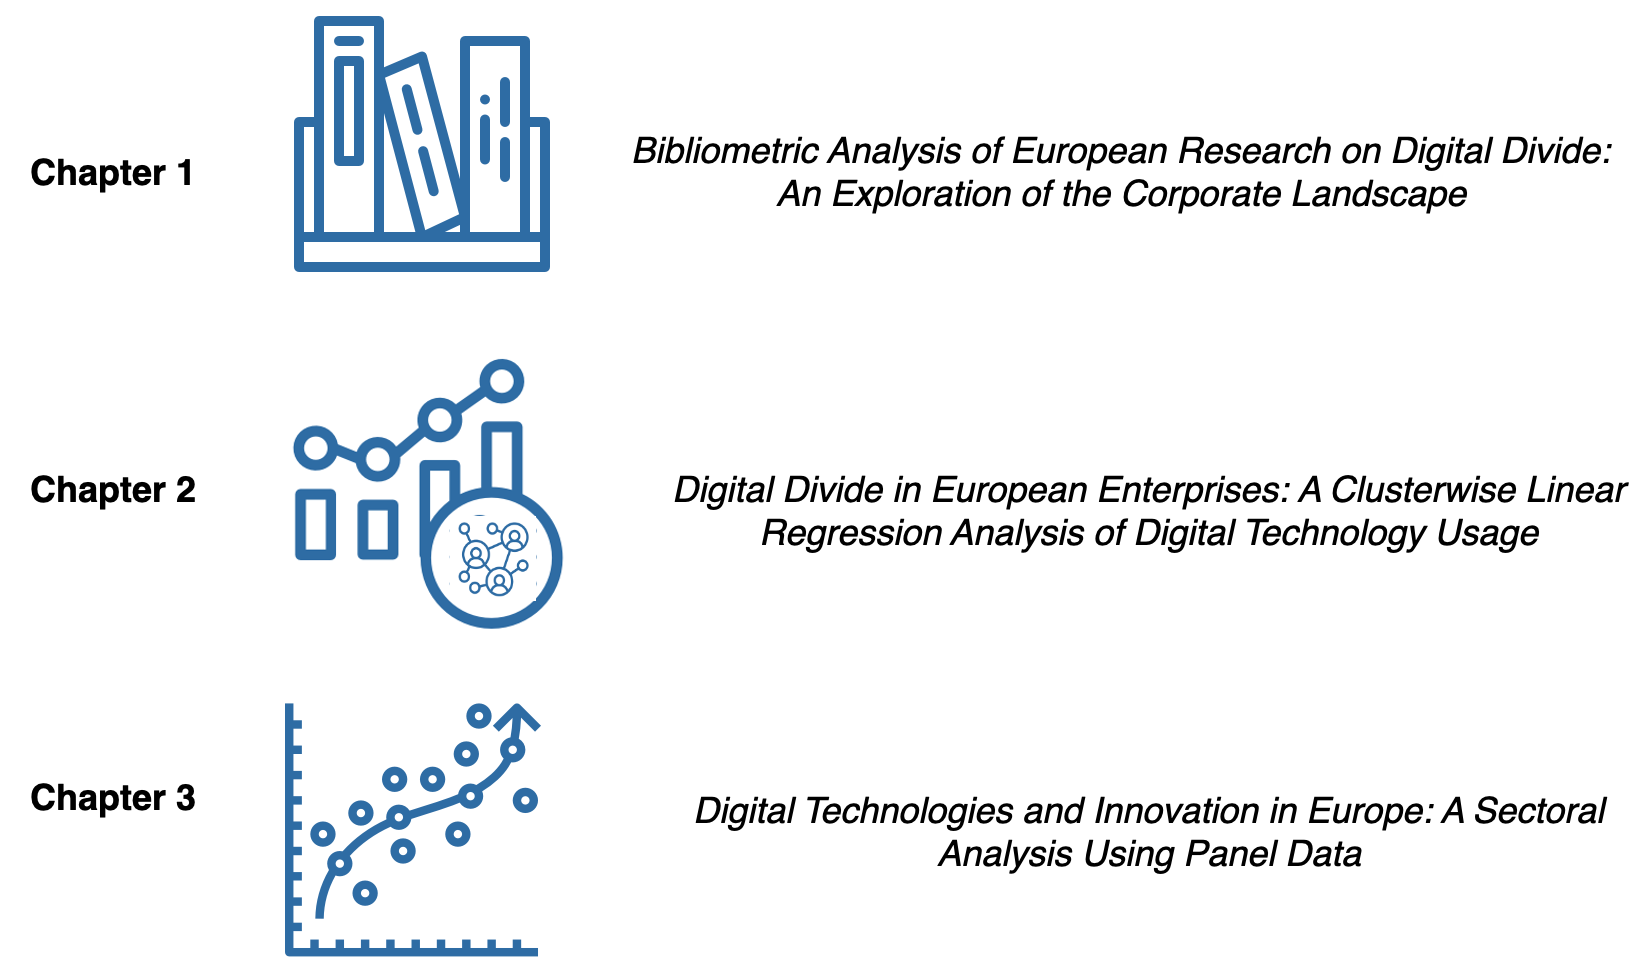 Chapter 1
Bibliometric Analysis of European Research on Digital Divide:
An Exploration of the Corporate Landscape
Chapter 2
Digital Divide in European Enterprises: A Clusterwise Linear
Regression Analysis of Digital Technology Usage
Chapter 3
Digital Technologies and Innovation in Europe: A Sectoral
Analysis Using Panel Data